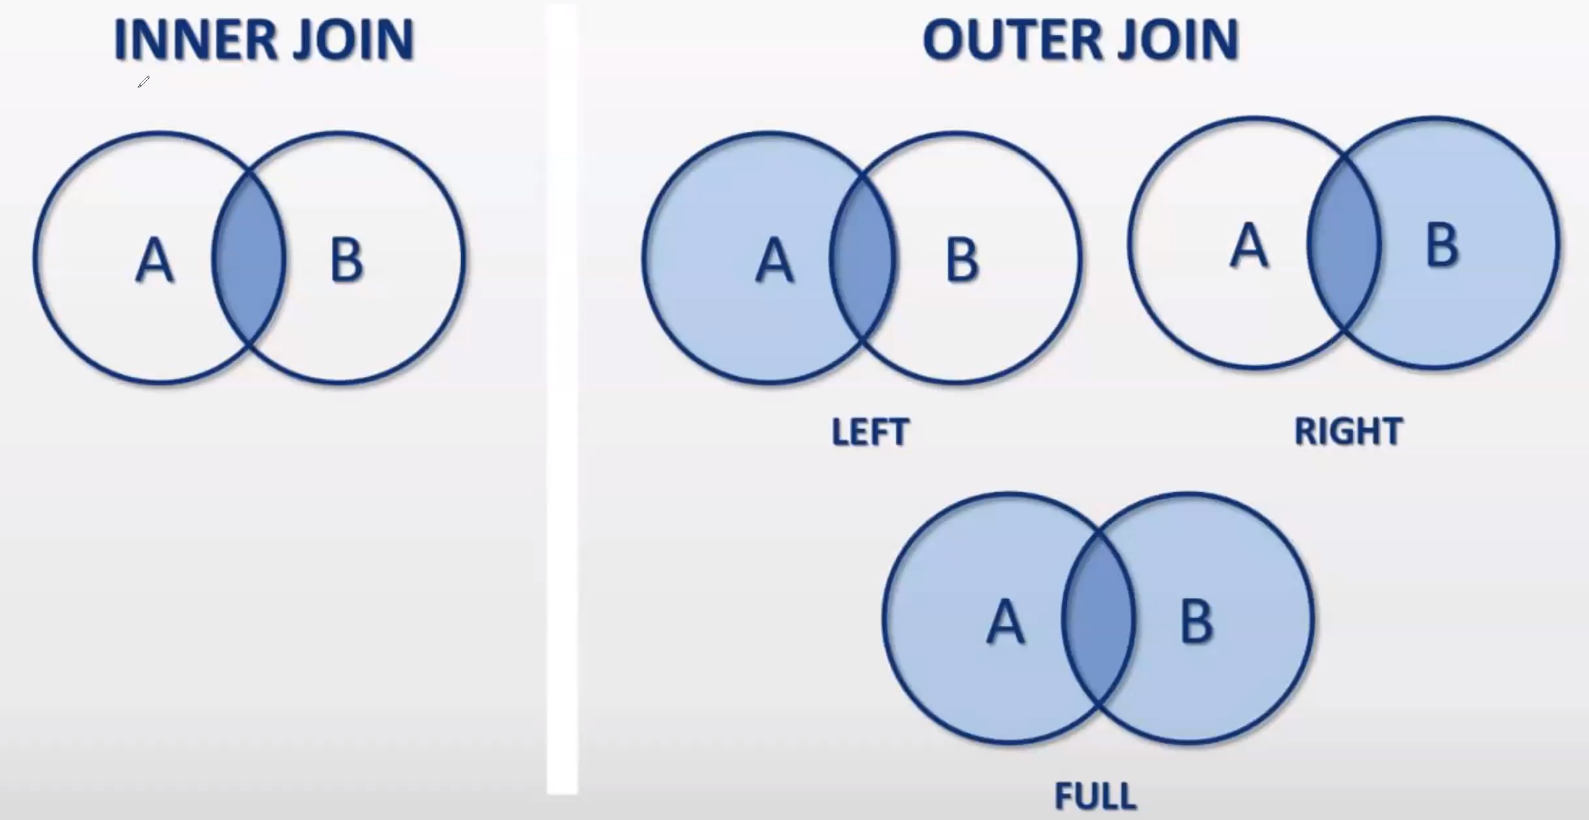 INNER JOIN
A B
OUTER JOIN
A B
LEFT
A B
RIGHT
A B
FULL